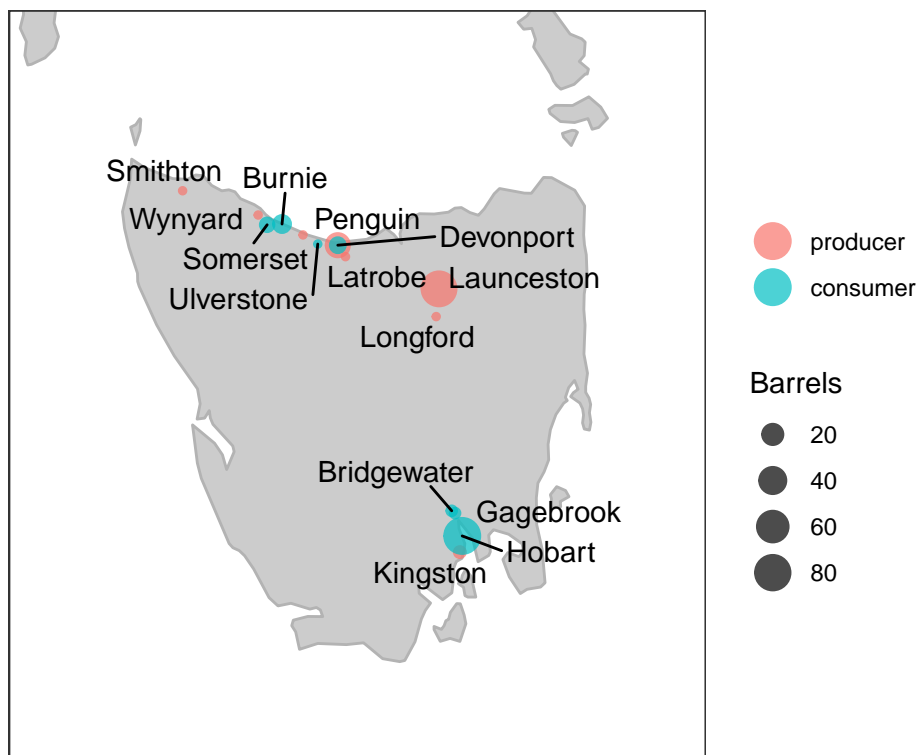 Smithton
Burnie
Wynyard
Penguin
Devonport
Somerset
Latrobe
Launceston
Ulverstone
Longford
Bridgewater
Gagebrook
Hobart
Kingston
producer
consumer
Barrels
20
40
60
80